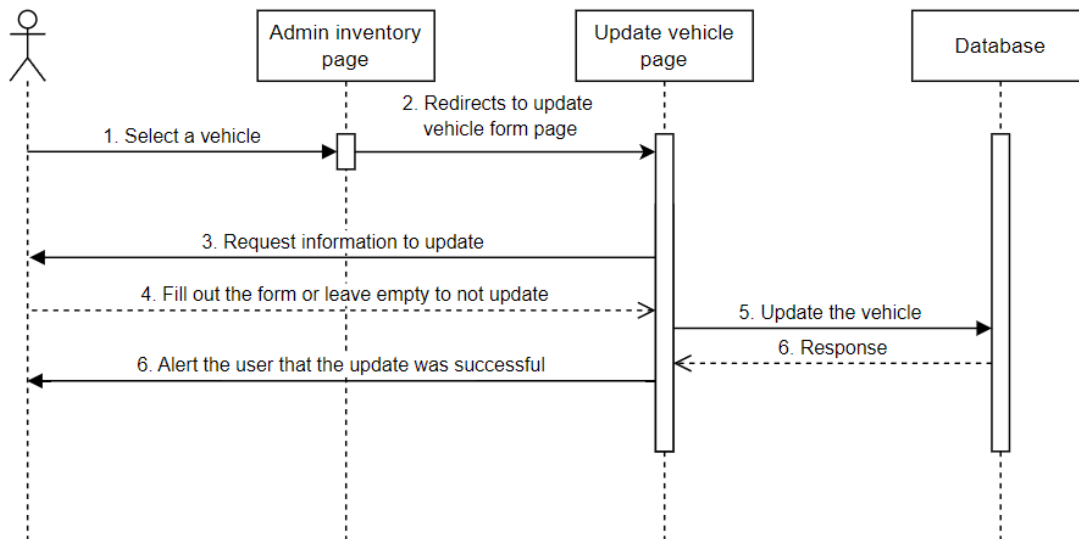 Admin inventory
page
Update vehicle
page
Database
2. Redirects to update
vehicle form page
1. Select a vehicle
3. Request information to update
4. Fill out the form or leave empty to not update
5. Update the vehicle
6. Response
6. Alert the user that the update was successful